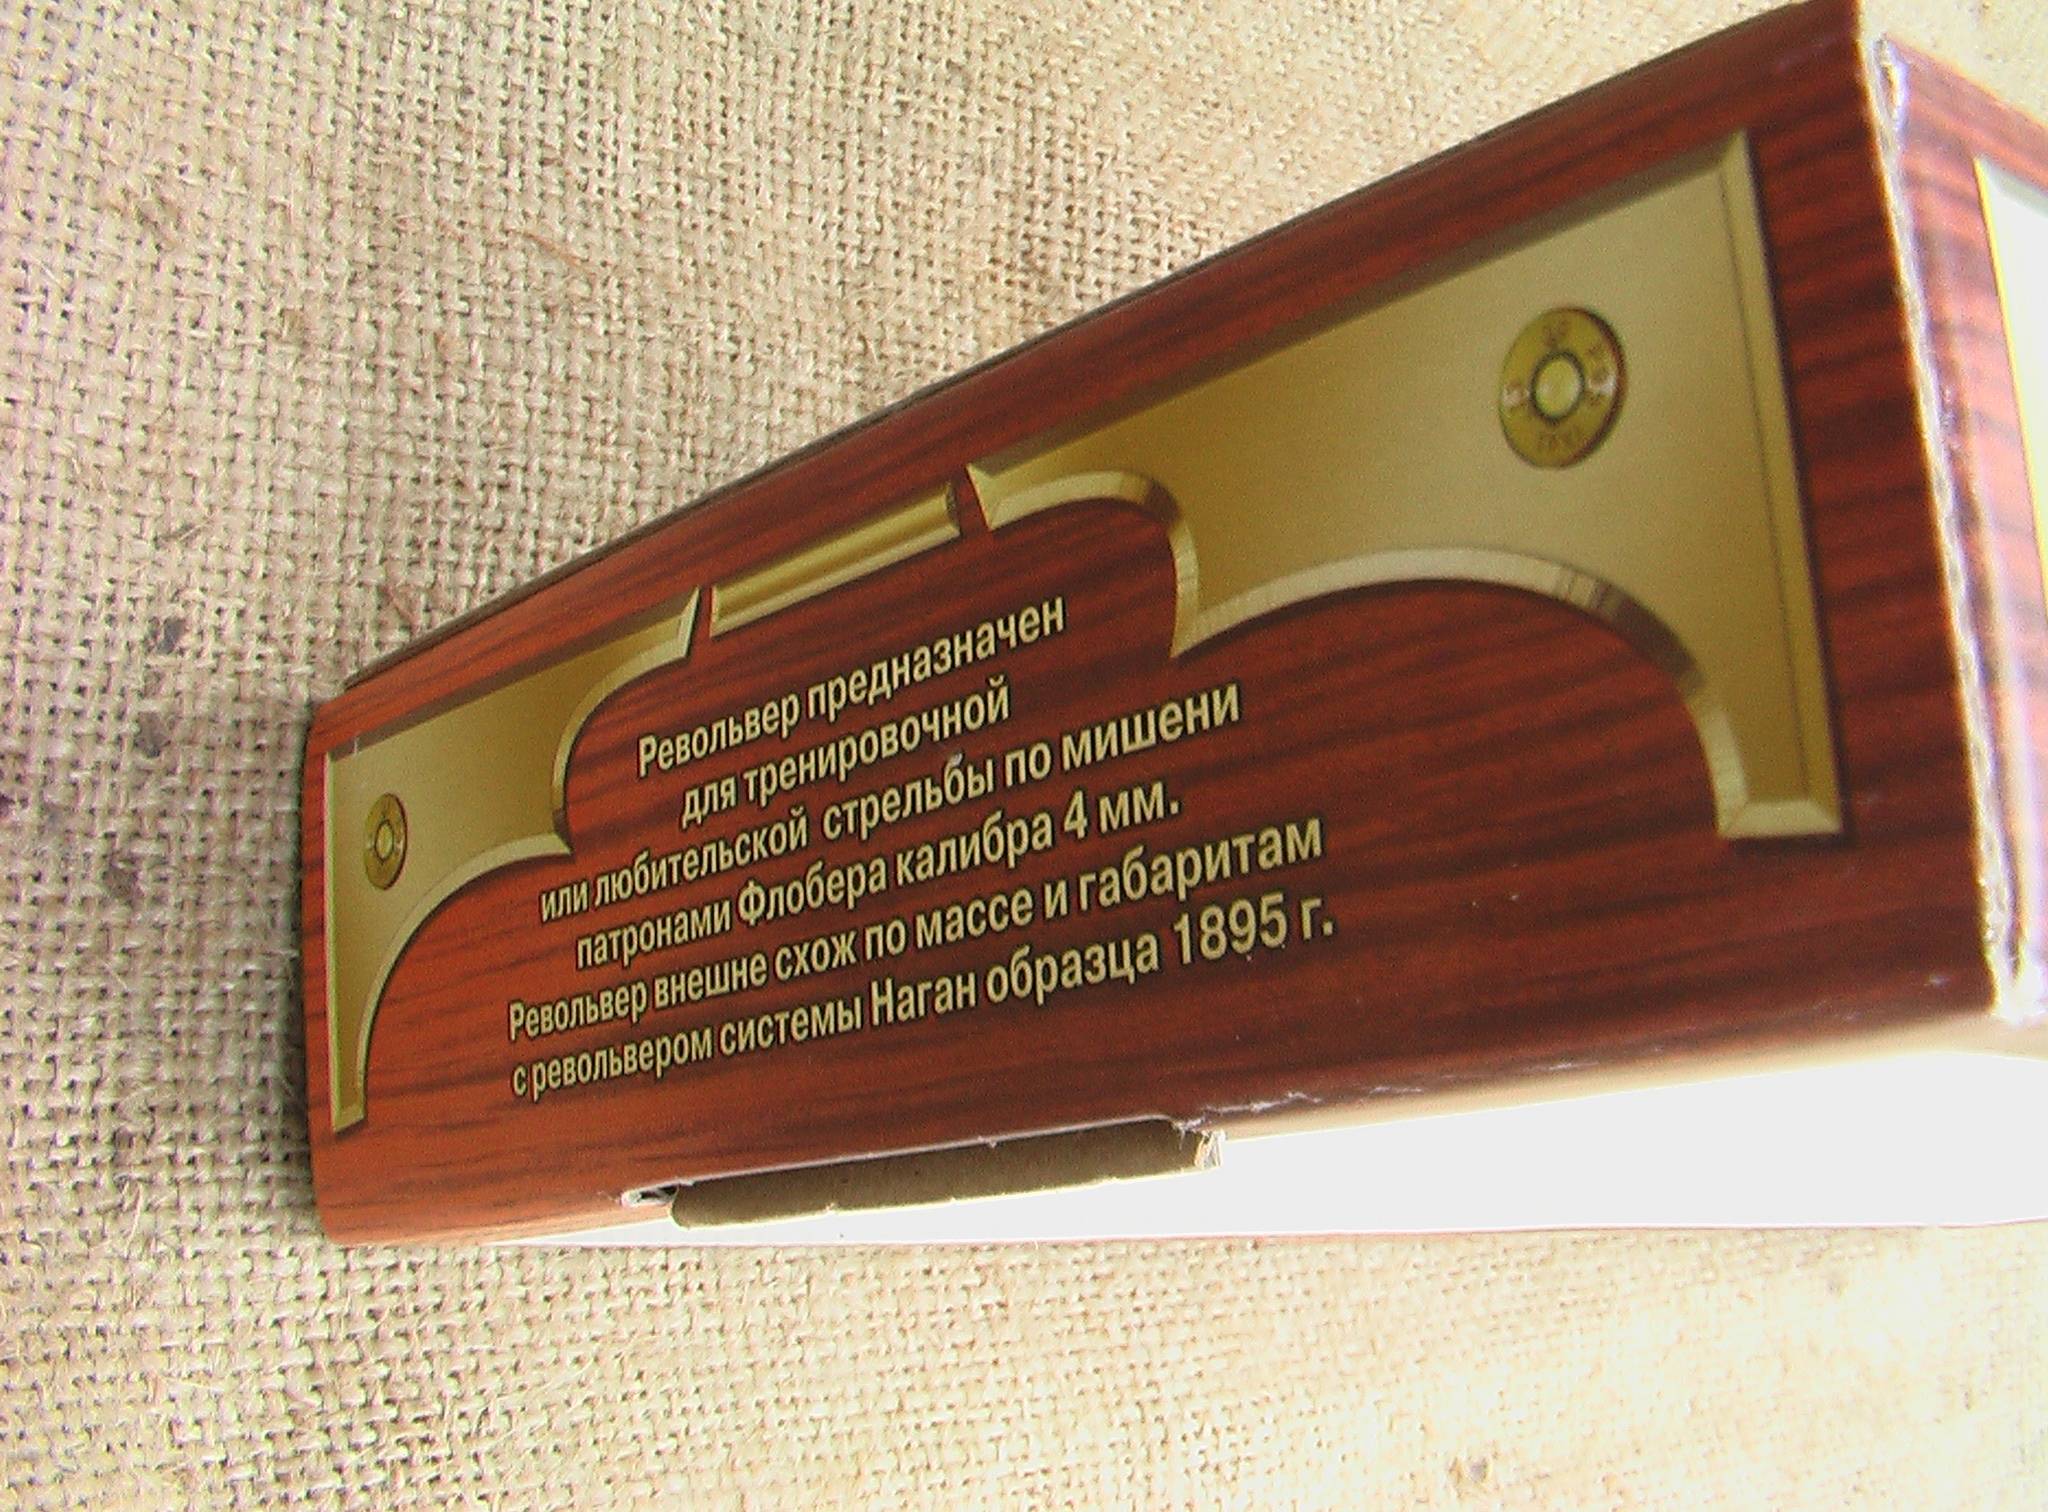 Револьвер предназначен
для тренировочной
или любительской стрельбы по мишени
патронами Флобера калибра 4 мм.
Револьвер внешне схож по массе и габаритам
с револьвером системы Наган образца 1895 г.